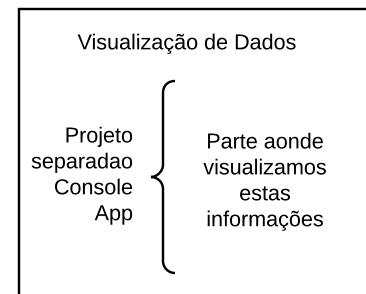 Visualização de Dados
Projeto
separadao
Console
App
Parte aonde
visualizamos
estas
informações